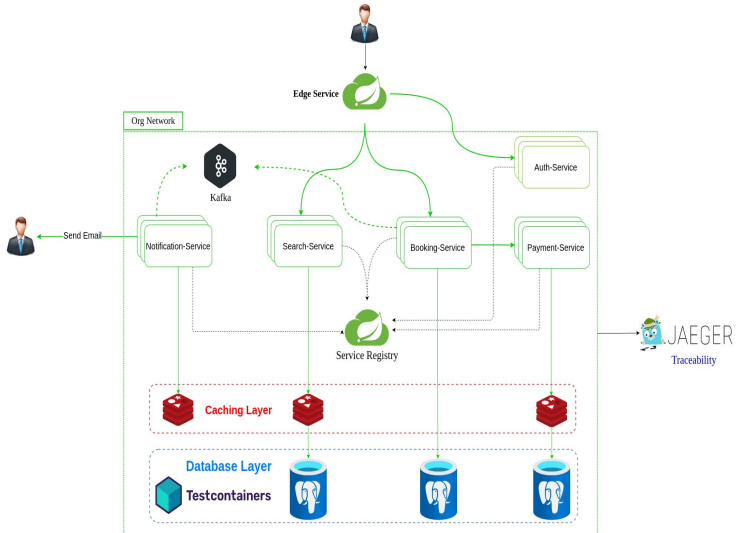 Edge Service
Org Network
Auth-Service
Kafka
Send Email
Notification-Service
Search-Service
Booking-Service
Payment-Service
Service Registry
JAEGER
Traceability
Caching Layer
Database Layer
Testcontainers